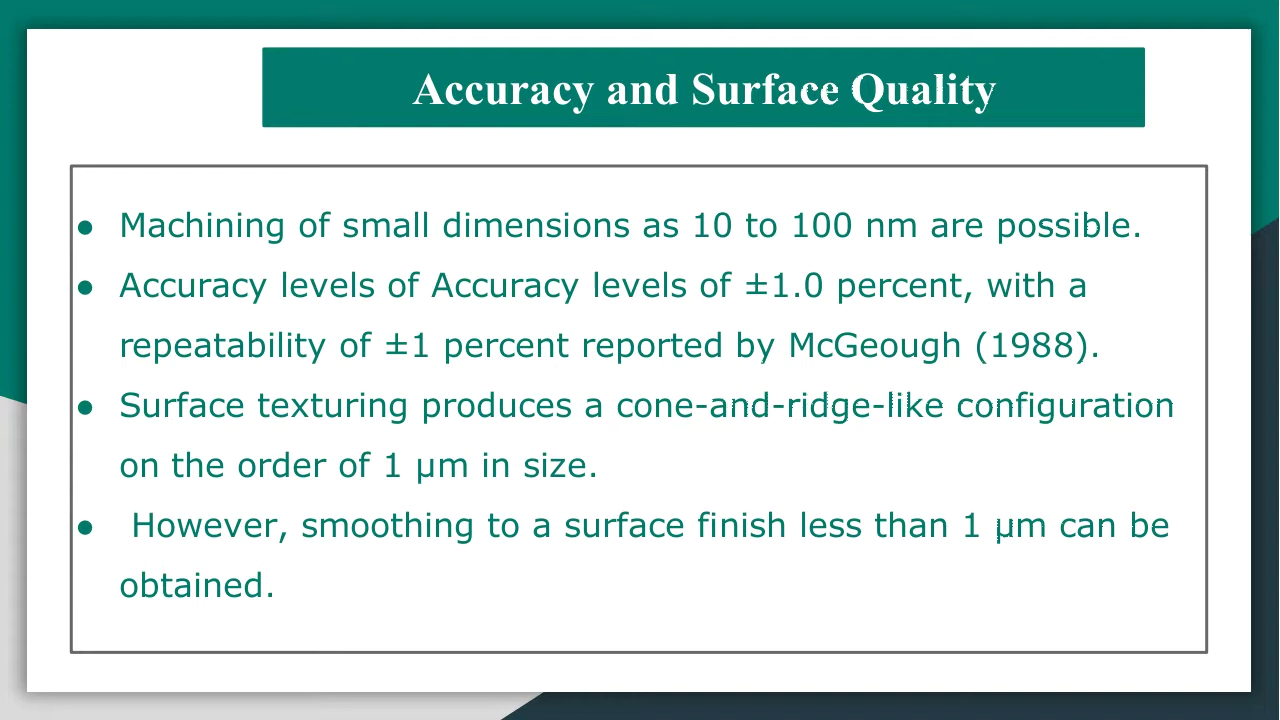 Accuracy and Surface Quality
● Machining of small dimensions as 10 to 100 nm are possible.
● Accuracy levels of Accuracy levels of ±1.0 percent, with a
repeatability of ±1 percent reported by McGeough (1988).
● Surface texturing produces a cone-and-ridge-like configuration
on the order of 1 µm in size.
● However, smoothing to a surface finish less than 1 µm can be
obtained.